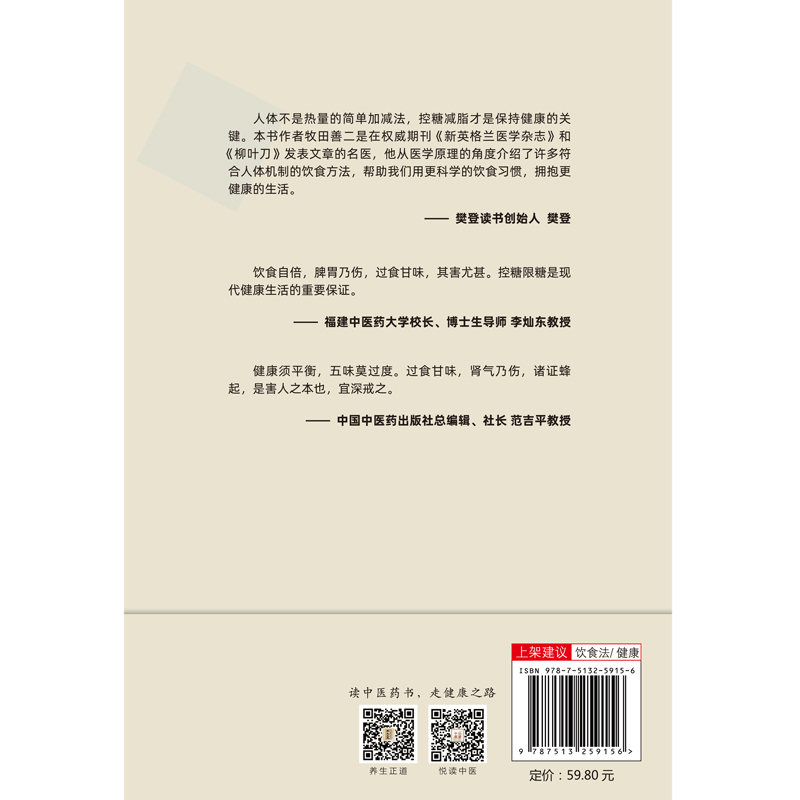 人体不是热量的简单加减法，控糖减脂才是保持健康的关
键。本书作者牧田善二是在权威期刊《新英格兰医学杂志》和
《柳叶刀》发表文章的名医，他从医学原理的角度介绍了许多符
合人体机制的饮食方法，帮助我们用更科学的饮食习惯，拥抱更
健康的生活。
—— 樊登读书创始人 樊登
饮食自倍，脾胃乃伤，过食甘味，其害尤甚。控糖限糖是现
代健康生活的重要保证。
—— 福建中医药大学校长、博士生导师 李灿东教授
健康须平衡，五味莫过度。过食甘味，肾气乃伤，诸证蜂
起，是害人之本也，宜深戒之。
—— 中国中医药出版社总编辑、社长 范吉平教授
上架建议 饮食法/健康
ISBN 978-7-5132-5915-6
9 787513 259156 >
定价：59.80 元
读中医药书，走健康之路
养生正道 悦读中医